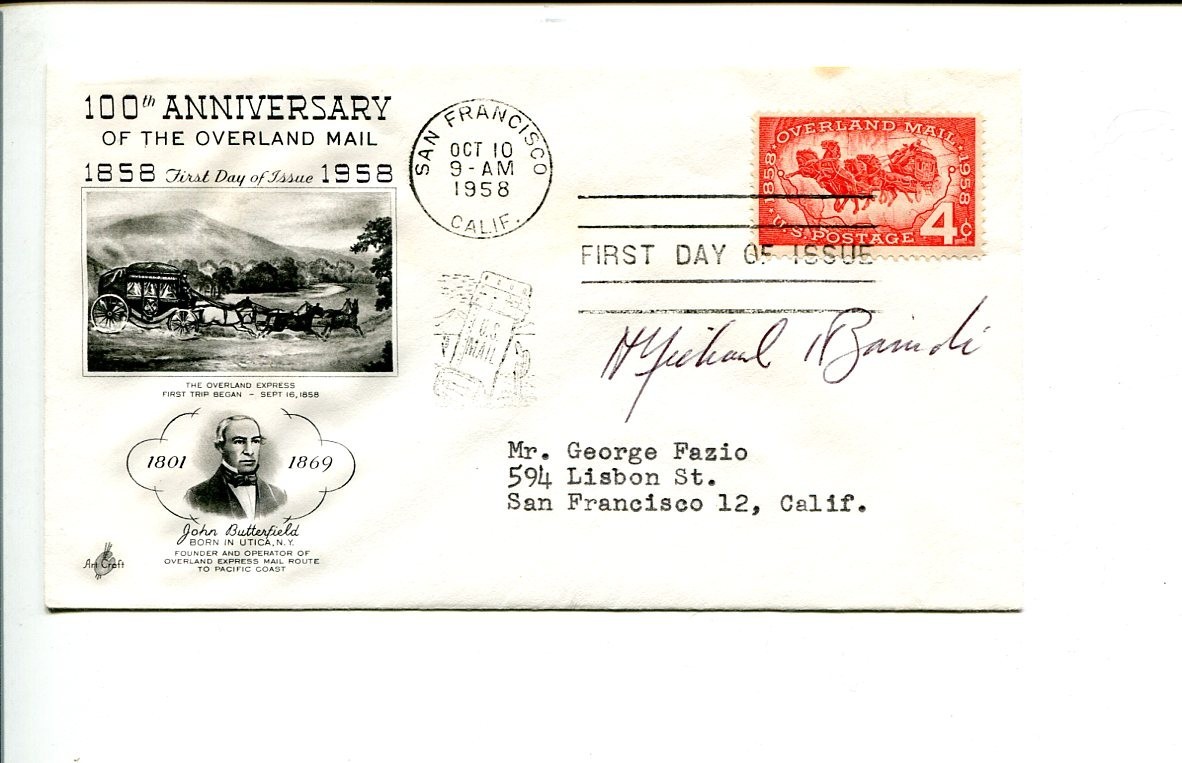 100th ANNIVERSARY
OF THE OVERLAND MAIL
1858 First Day of Issue 1958
THE OVERLAND EXPRESS
FIRST TRIP BEGAN – SEPT 16, 1858
1801 1869
John Butterfield
BORN IN UTICA, N.Y.
FOUNDER AND OPERATOR OF
OVERLAND EXPRESS MAIL ROUTE
TO PACIFIC COAST
Art Craft
SAN FRANCISCO
OCT 10
9-AM
1958
CALIF.
U.S.
MAIL
OVERLAND MAIL
1858 1958
U.S. POSTAGE 4¢
FIRST DAY OF ISSUE
Michael
Mr. George Fazio
594 Lisbon St.
San Francisco 12, Calif.